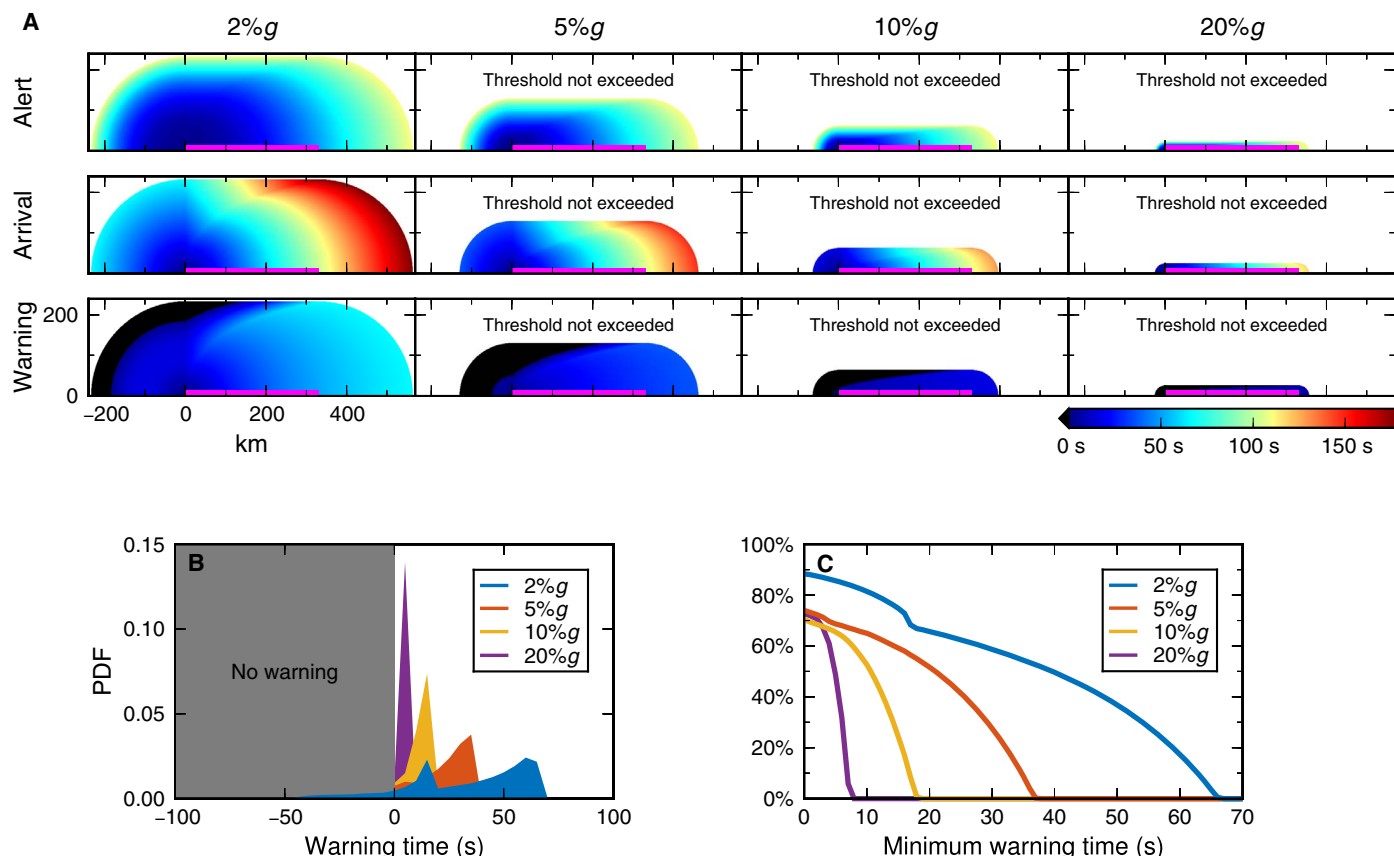 A
2%g
5%g
10%g
20%g
Alert
Threshold not exceeded
Threshold not exceeded
Threshold not exceeded
Arrival
Threshold not exceeded
Threshold not exceeded
Threshold not exceeded
Warning
200
0
Threshold not exceeded
Threshold not exceeded
Threshold not exceeded
−200
0
200
400
km
0 s
50 s
100 s
150 s
B
PDF
0.15
0.10
0.05
0.00
No warning
2%g
5%g
10%g
20%g
−100
−50
0
50
100
Warning time (s)
C
100%
80%
60%
40%
20%
0%
2%g
5%g
10%g
20%g
0
10
20
30
40
50
60
70
Minimum warning time (s)